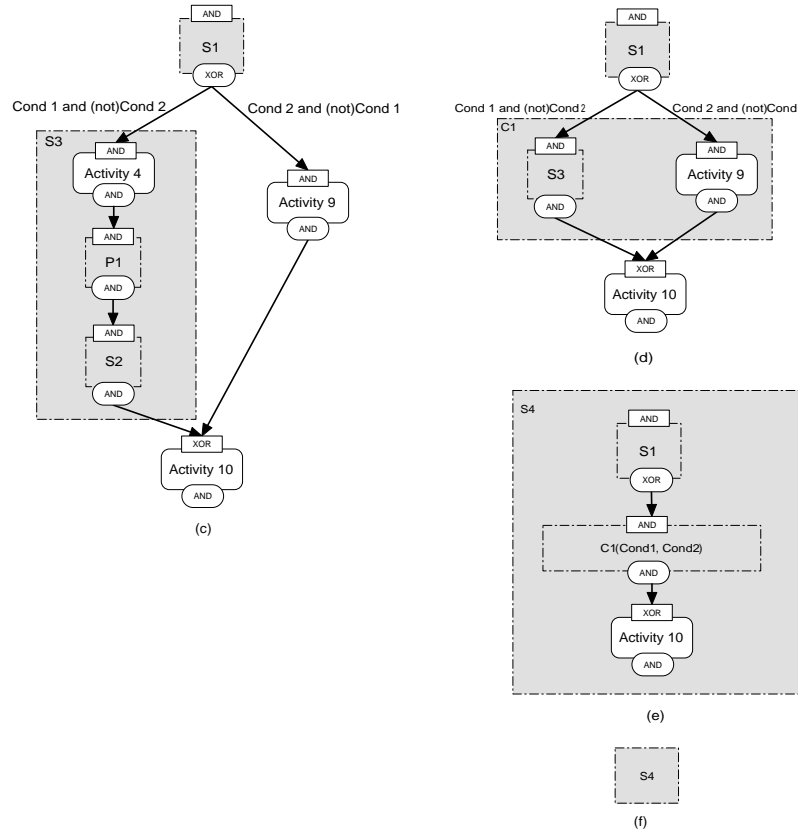 AND
S1
XOR
Cond 1 and (not)Cond 2
Cond 2 and (not)Cond 1
S3
AND
Activity 4
AND
AND
P1
AND
AND
S2
AND
AND
Activity 9
AND
XOR
Activity 10
AND
(c)
AND
S1
XOR
Cond 1 and (not)Cond 2
Cond 2 and (not)Cond
C1
AND
S3
AND
AND
Activity 9
AND
XOR
Activity 10
AND
(d)
S4
AND
S1
XOR
AND
C1(Cond1, Cond2)
AND
XOR
Activity 10
AND
(e)
S4
(f)